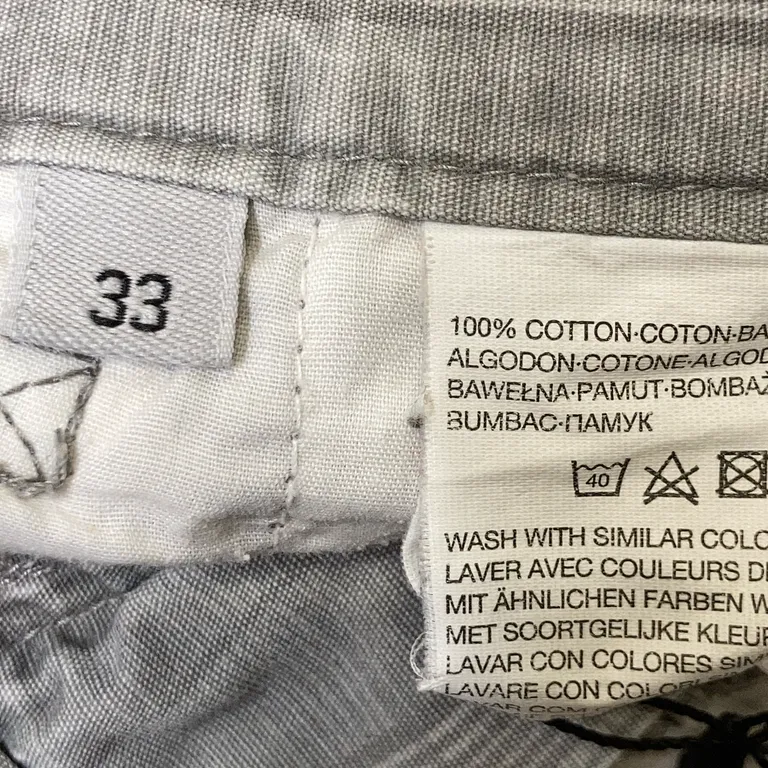 33
100% COTTON·COTON·BA
ALGODON·COTONE·ALGOD
BAWEŁNA·PAMUT·BOMBAŽ
BUMBAC·ПАМУК
40
WASH WITH SIMILAR COLO
LAVER AVEC COULEURS
MIT ÄHNLICHEN FARBEN W
MET SOORTGELIJKE KLEUR
LAVAR CON COLORES SIM
LAVARE CON